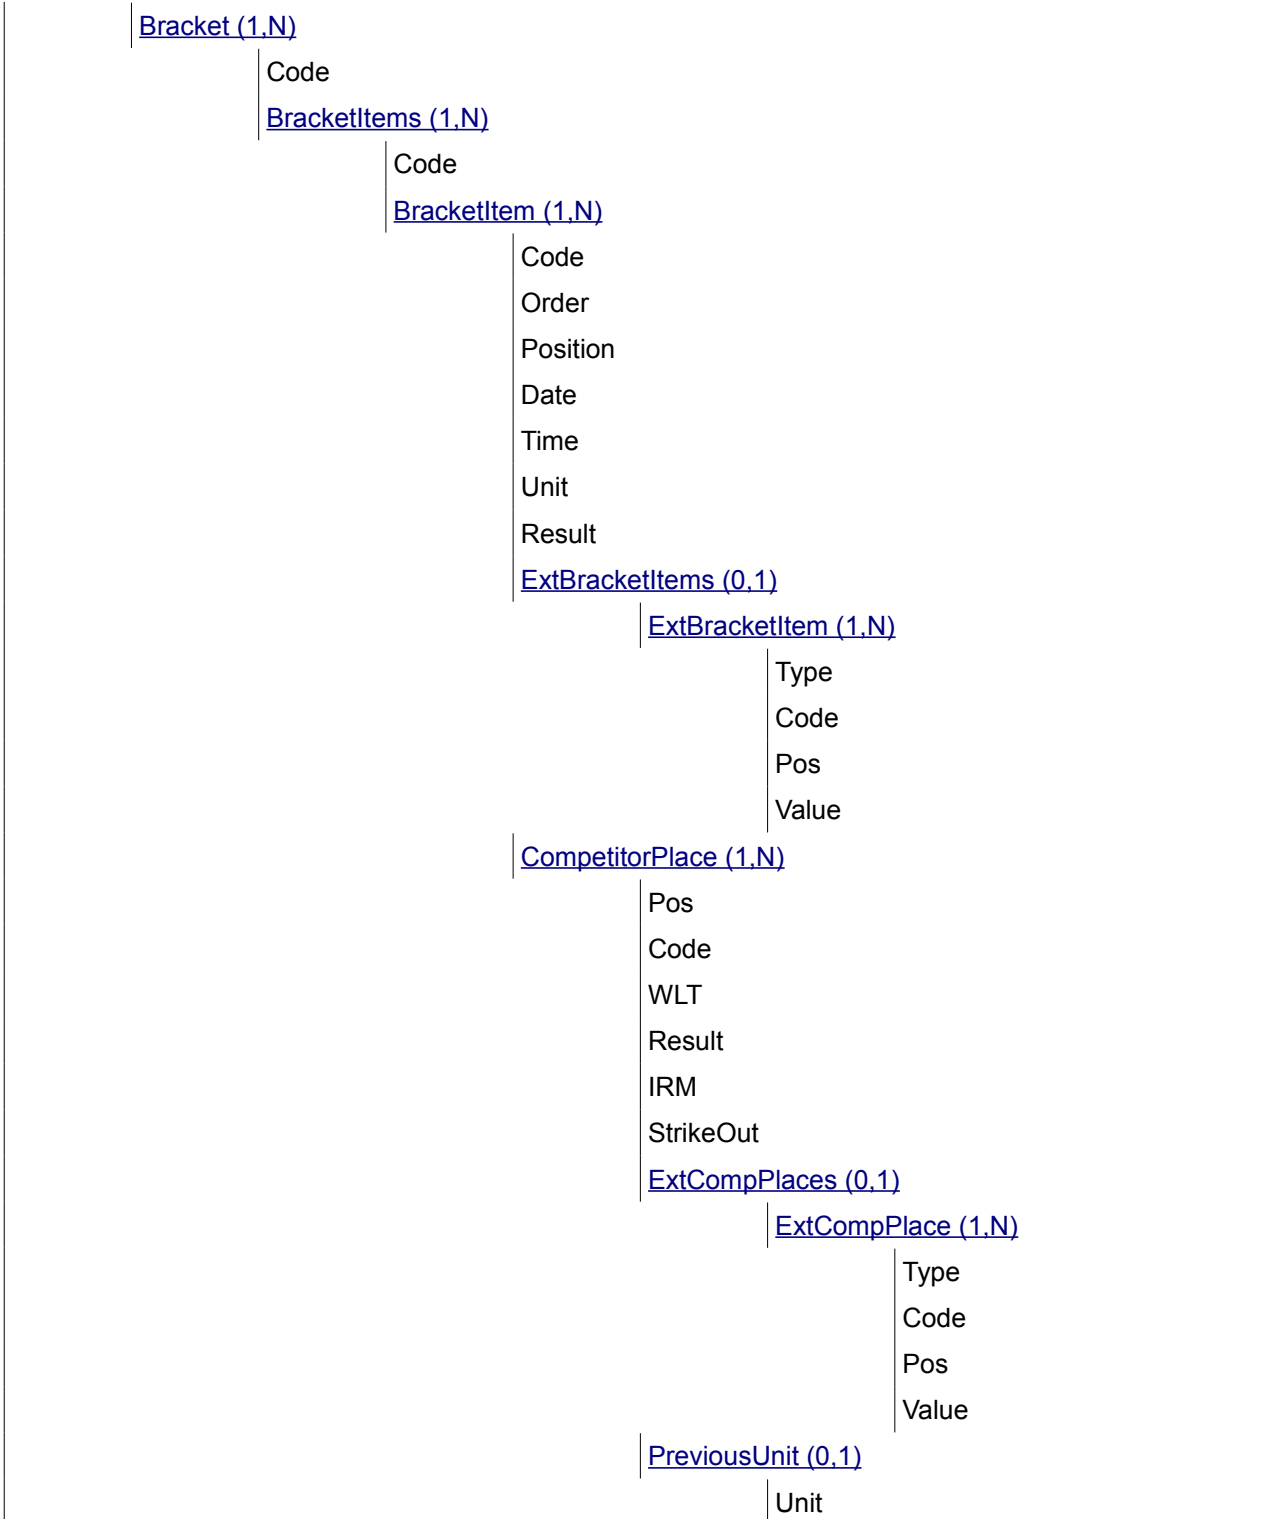 Bracket (1,N)
Code
BracketItems (1,N)
Code
BracketItem (1,N)
Code
Order
Position
Date
Time
Unit
Result
ExtBracketItems (0,1)
ExtBracketItem (1,N)
Type
Code
Pos
Value
CompetitorPlace (1,N)
Pos
Code
WLT
Result
IRM
StrikeOut
ExtCompPlaces (0,1)
ExtCompPlace (1,N)
Type
Code
Pos
Value
PreviousUnit (0,1)
Unit